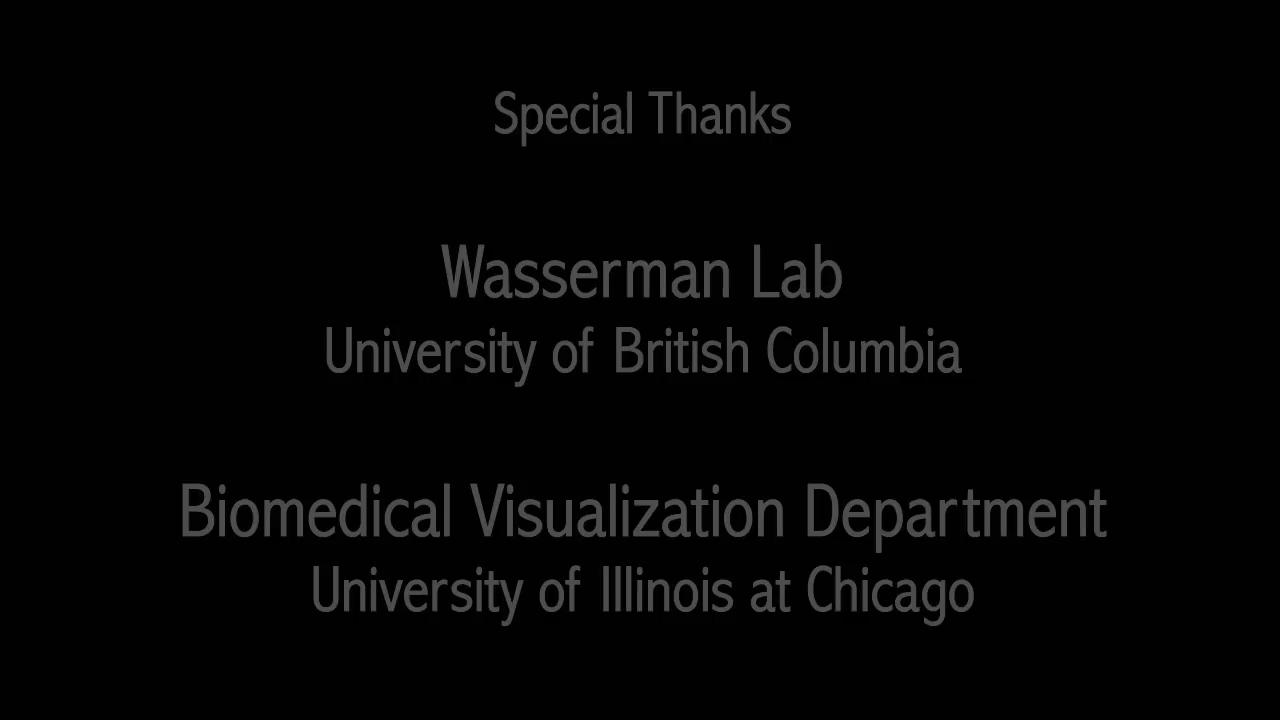 Special Thanks
Wasserman Lab
University of British Columbia
Biomedical Visualization Department
University of Illinois at Chicago